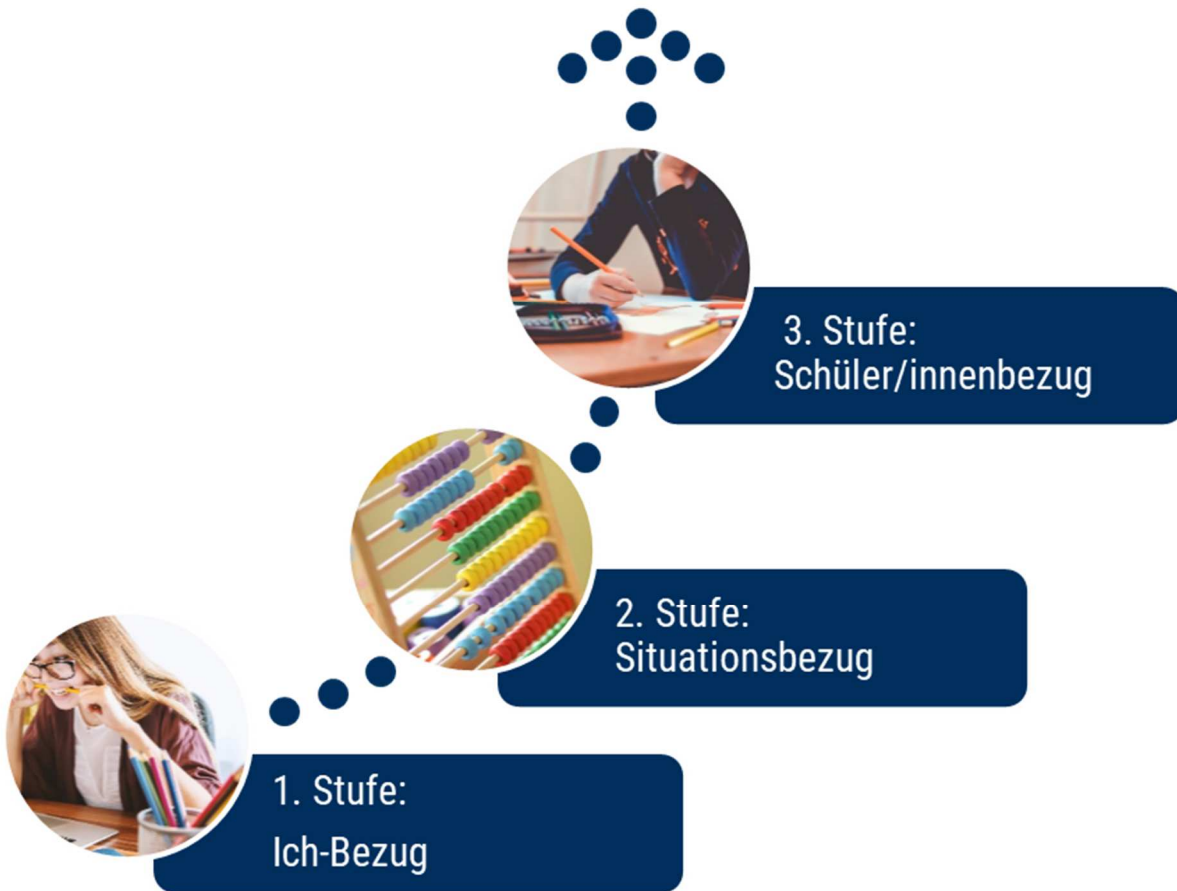 3. Stufe:
Schüler/innenbezug
2. Stufe:
Situationsbezug
1. Stufe:
Ich-Bezug